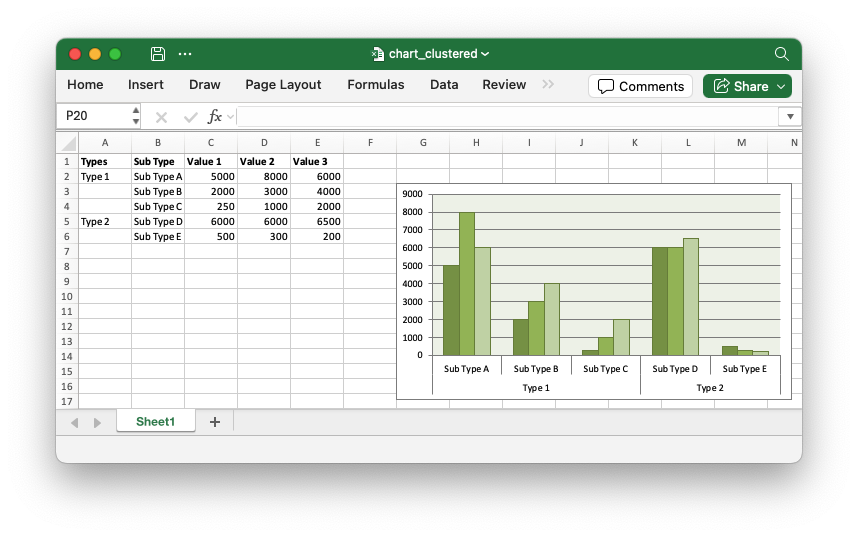 chart_clustered
Home Insert Draw Page Layout Formulas Data Review >> Comments Share
P20 fx
A B C D E F G H I J K L M N
1 Types Sub Type Value 1 Value 2 Value 3
2 Type 1 Sub Type A 5000 8000 6000
3 Sub Type B 2000 3000 4000
4 Sub Type C 250 1000 2000
5 Type 2 Sub Type D 6000 6000 6500
6 Sub Type E 500 300 200
7
8
9
10
11
12
13
14
15
16
17
9000
8000
7000
6000
5000
4000
3000
2000
1000
0
Sub Type A Sub Type B Sub Type C Sub Type D Sub Type E
Type 1 Type 2
Sheet1 +